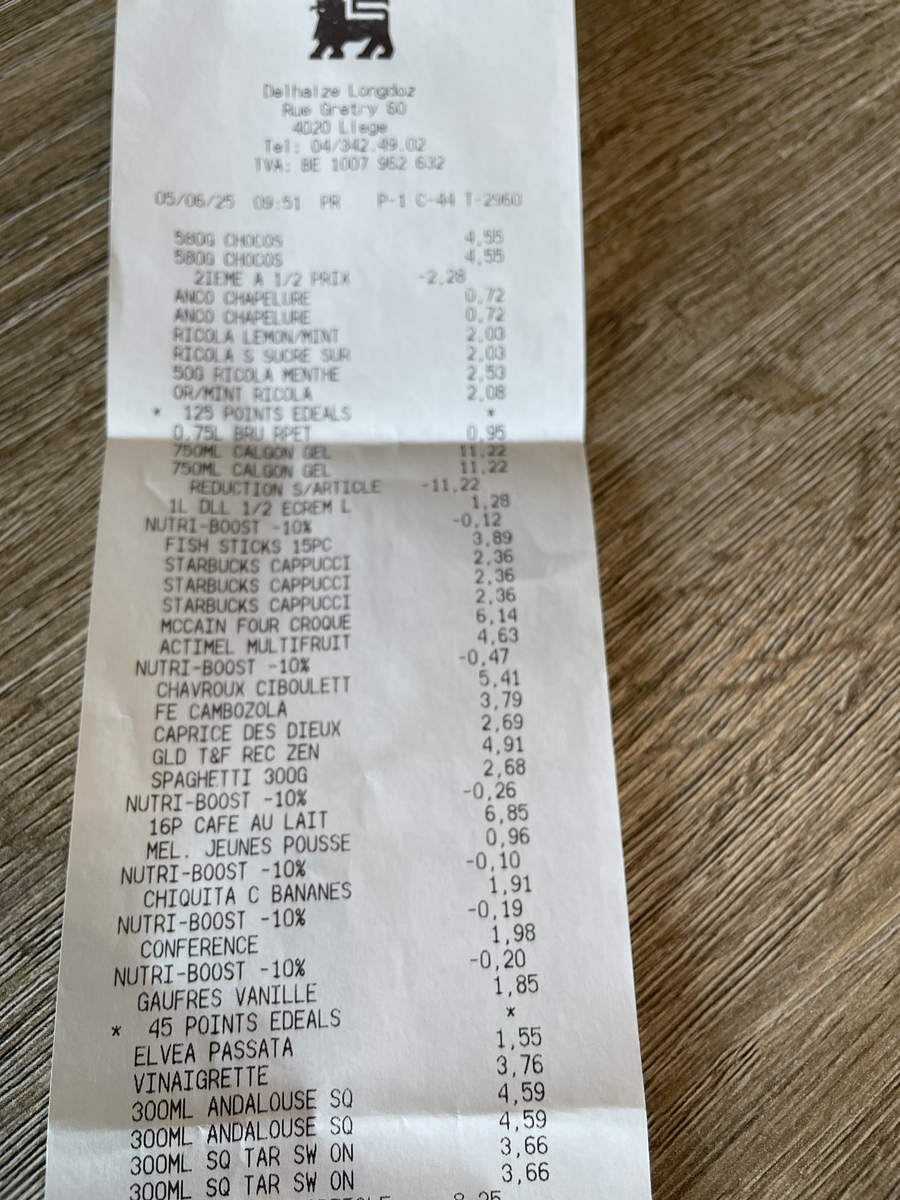 Delhaize Longdoz
Rue Gretry 60
4020 Liege
Tel: 04/342.49.02
TVA: BE 1007 962 632
05/06/25 09:51 PR P-1 C-44 T-2960
580G CHOCOS 4,55
580G CHOCOS 4,55
2IEME A 1/2 PRIX -2,28
ANCO CHAPELURE 0,72
ANCO CHAPELURE 0,72
RICOLA LEMON/MINT 2,03
RICOLA S SUCRE SUR 2,03
50G RICOLA MENTHE 2,53
OR/MINT RICOLA 2,08
* 125 POINTS EDEALS *
0.75L BRU RPET 0,95
750ML CALGON GEL 11,22
750ML CALGON GEL 11,22
REDUCTION S/ARTICLE -11,22
1L DLL 1/2 ECREM L 1,28
NUTRI-BOOST -10% -0,12
FISH STICKS 15PC 3,89
STARBUCKS CAPPUCCI 2,36
STARBUCKS CAPPUCCI 2,36
STARBUCKS CAPPUCCI 2,36
MCCAIN FOUR CROQUE 6,14
ACTIMEL MULTIFRUIT 4,63
NUTRI-BOOST -10% -0,47
CHAVROUX CIBOULETT 5,41
FE CAMBOZOLA 3,79
CAPRICE DES DIEUX 2,69
GLD T&F REC ZEN 4,91
SPAGHETTI 300G 2,68
NUTRI-BOOST -10% -0,26
16P CAFE AU LAIT 6,85
MEL. JEUNES POUSSE 0,96
NUTRI-BOOST -10% -0,10
CHIQUITA C BANANES 1,91
NUTRI-BOOST -10% -0,19
CONFERENCE 1,98
NUTRI-BOOST -10% -0,20
GAUFRES VANILLE 1,85
* 45 POINTS EDEALS *
ELVEA PASSATA 1,55
VINAIGRETTE 3,76
300ML ANDALOUSE SQ 4,59
300ML ANDALOUSE SQ 4,59
300ML SQ TAR SW ON 3,66
300ML SQ TAR SW ON 3,66